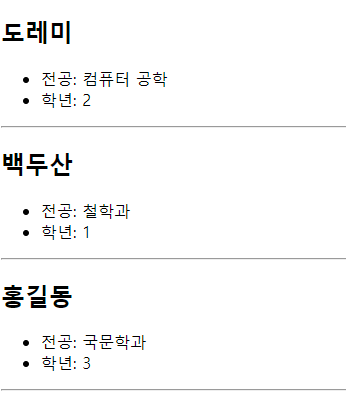 도레미
전공: 컴퓨터 공학
학년: 2
백두산
전공: 철학과
학년: 1
홍길동
전공: 국문학과
학년: 3